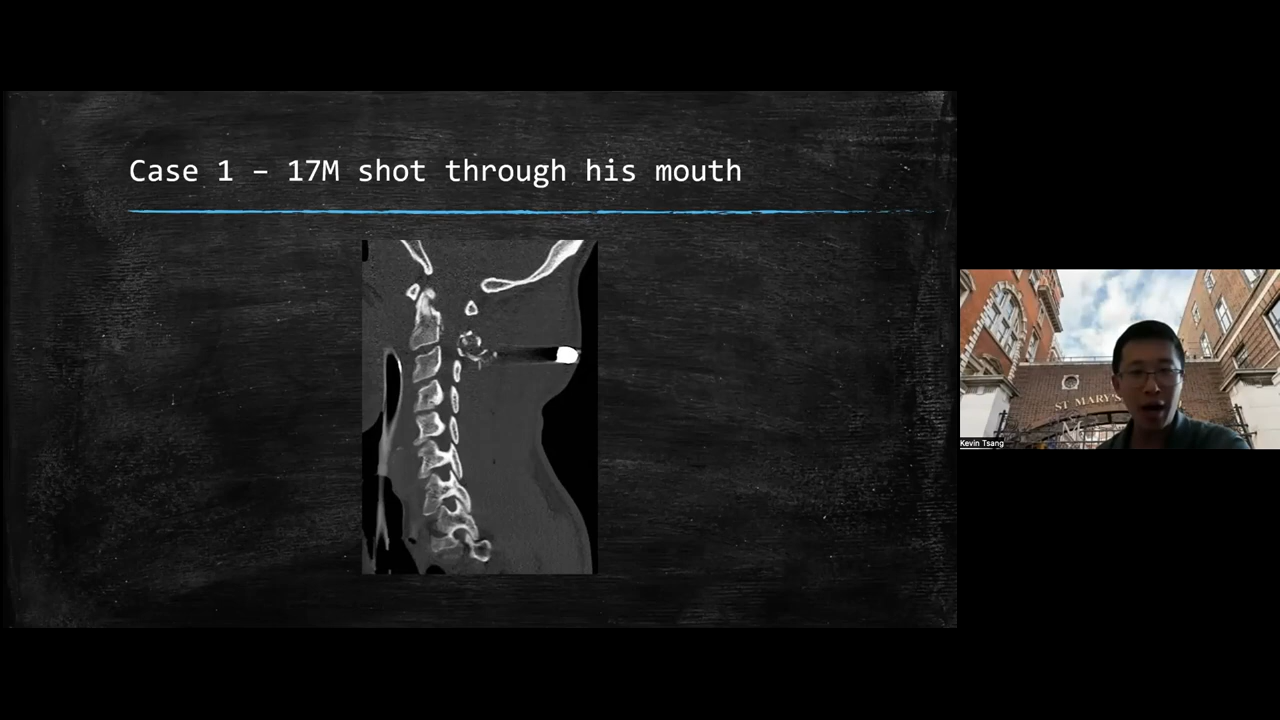 Case 1 – 17M shot through his mouth
ST MARY'S
Kevin Tsang